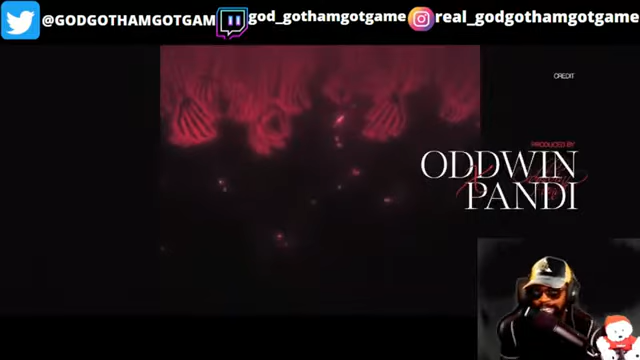 @GODGOTHAMGOTGAM
god_gothamgotgame
real_godgothamgotgame
CREDIT
PRODUCED BY
ODDWIN
X
PANDI